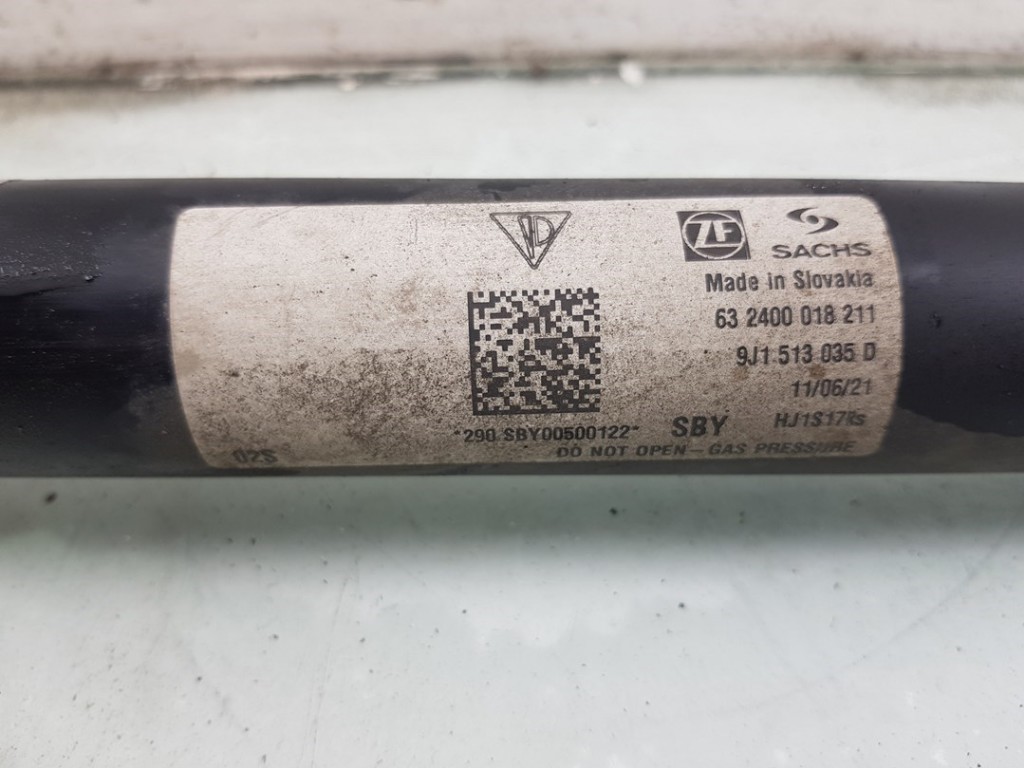 ZF
SACHS
Made in Slovakia
63 2400 018 211
9J1 513 035 D
11/06/21
*290 SBY00500122* SBY HJ1S17Rs
02S DO NOT OPEN - GAS PRESSURE